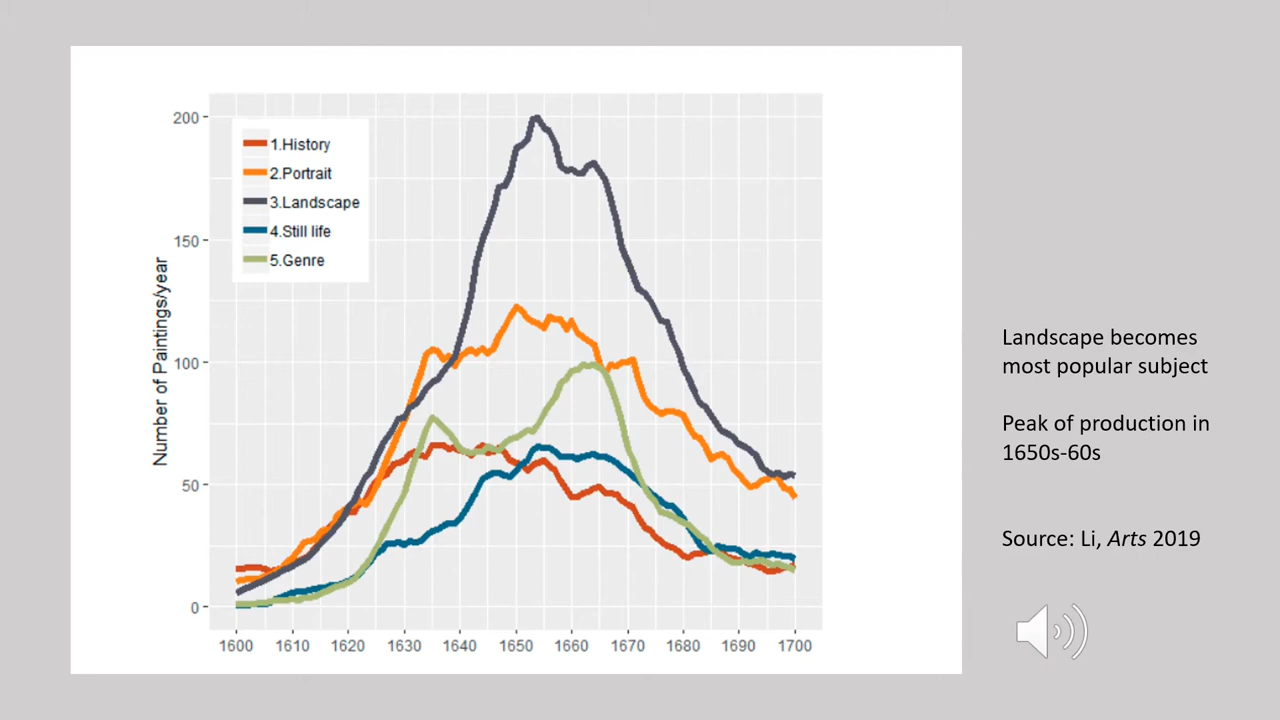 200
150
100
50
0
Number of Paintings/year
1.History
2.Portrait
3.Landscape
4.Still life
5.Genre
1600 1610 1620 1630 1640 1650 1660 1670 1680 1690 1700
Landscape becomes
most popular subject
Peak of production in
1650s-60s
Source: Li, Arts 2019